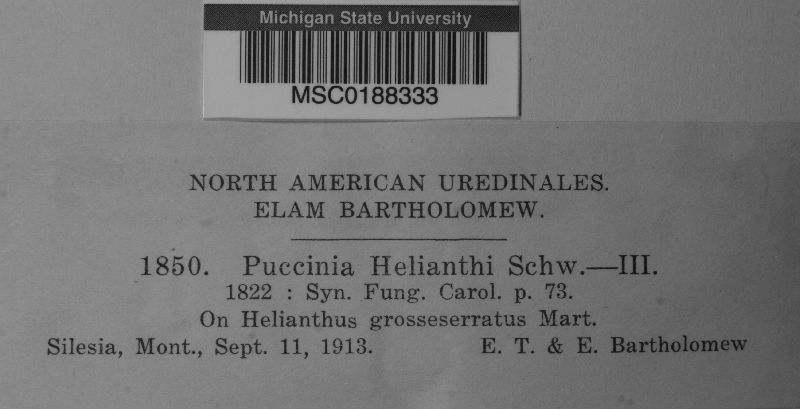 Michigan State University
MSC0188333
NORTH AMERICAN UREDINALES.
ELAM BARTHOLOMEW.
1850. Puccinia Helianthi Schw.—III.
1822 : Syn. Fung. Carol. p. 73.
On Helianthus grosseserratus Mart.
Silesia, Mont., Sept. 11, 1913. E. T. & E. Bartholomew